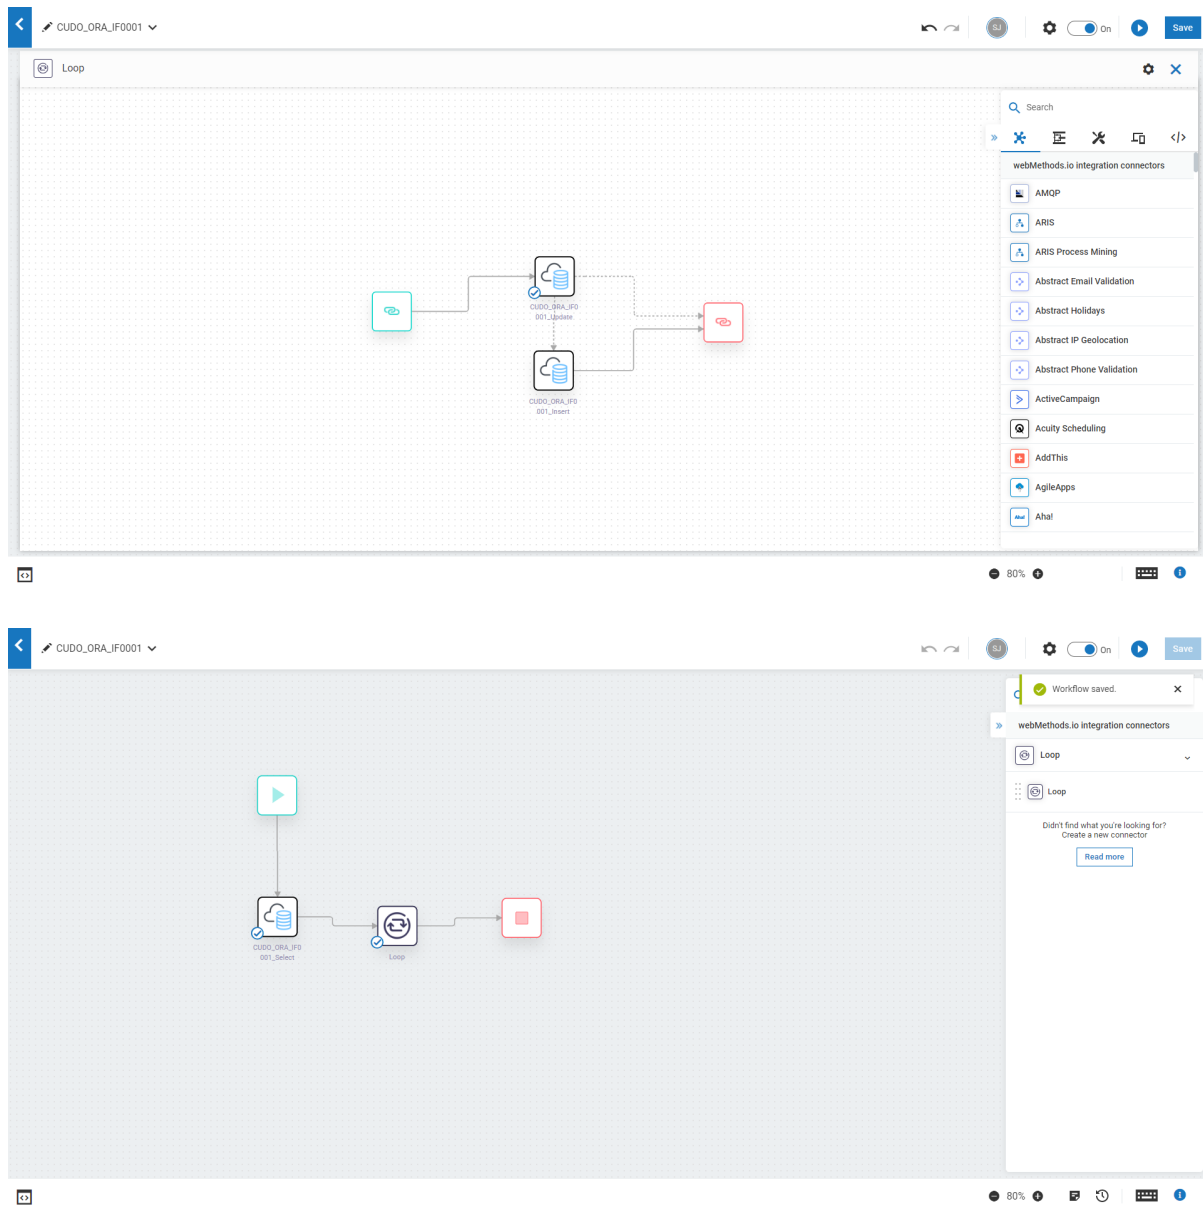 CUDO_ORA_IF0001
SJ
On
Save
Loop
Search
webMethods.io integration connectors
AMQP
ARIS
ARIS Process Mining
Abstract Email Validation
Abstract Holidays
Abstract IP Geolocation
Abstract Phone Validation
ActiveCampaign
Acuity Scheduling
AddThis
AgileApps
Aha!
Aha!
CUDO_ORA_IF0
001_Update
CUDO_ORA_IF0
001_Insert
80%
CUDO_ORA_IF0001
SJ
On
Save
Workflow saved.
webMethods.io integration connectors
Loop
Loop
Didn't find what you're looking for?
Create a new connector
Read more
CUDO_ORA_IF0
001_Select
Loop
80%